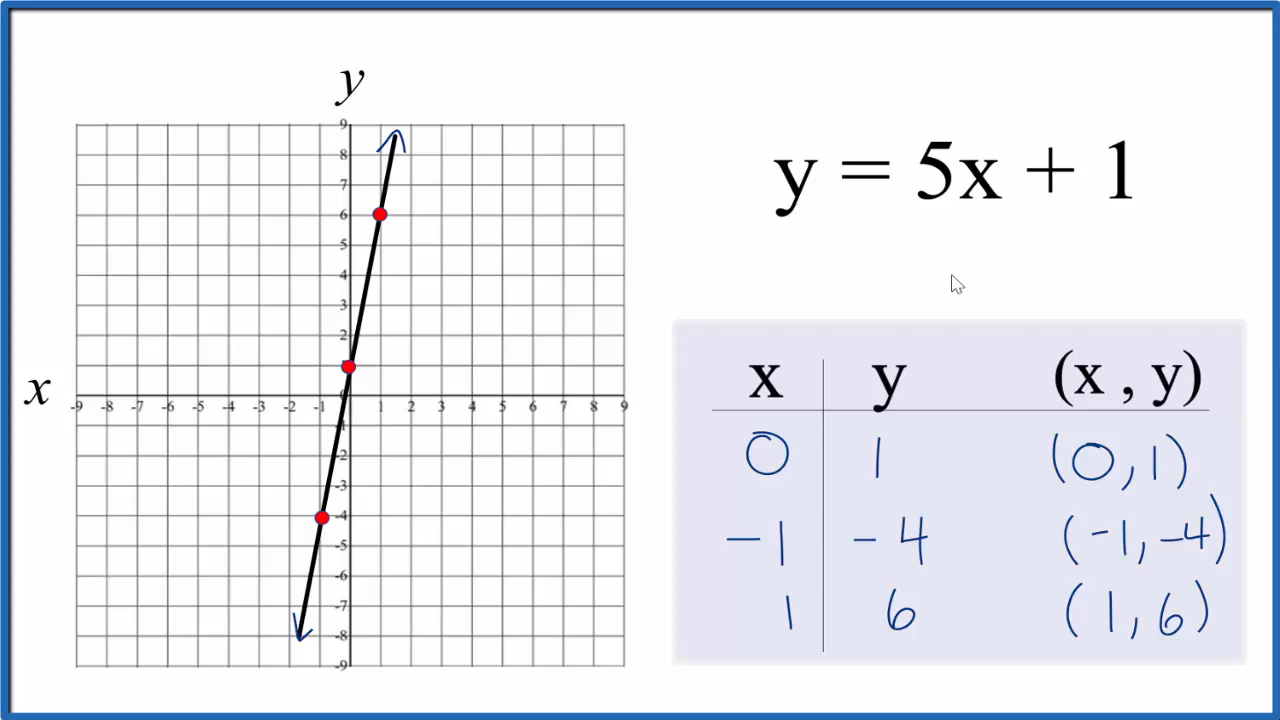 y
9
8
7
6
5
4
3
2
x
-9 -8 -7 -6 -5 -4 -3 -2 -1 1 2 3 4 5 6 7 8 9
-2
-3
-4
-5
-6
-7
-8
-9
y = 5x + 1
x y (x , y)
0 1 (0, 1)
-1 -4 (-1, -4)
1 6 (1, 6)